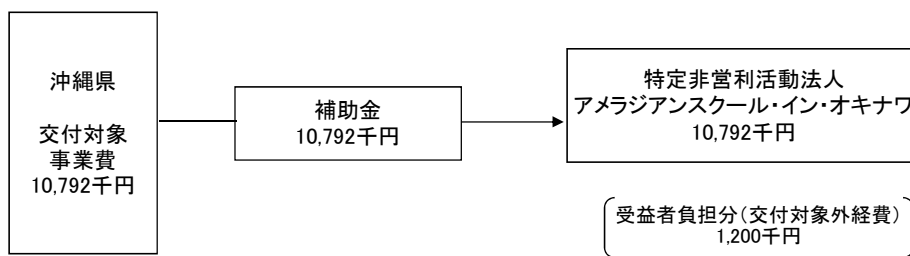 沖縄県
交付対象
事業費
10,792千円
補助金
10,792千円
特定非営利活動法人
アメラジアンスクール・イン・オキナワ
10,792千円
受益者負担分(交付対象外経費)
1,200千円